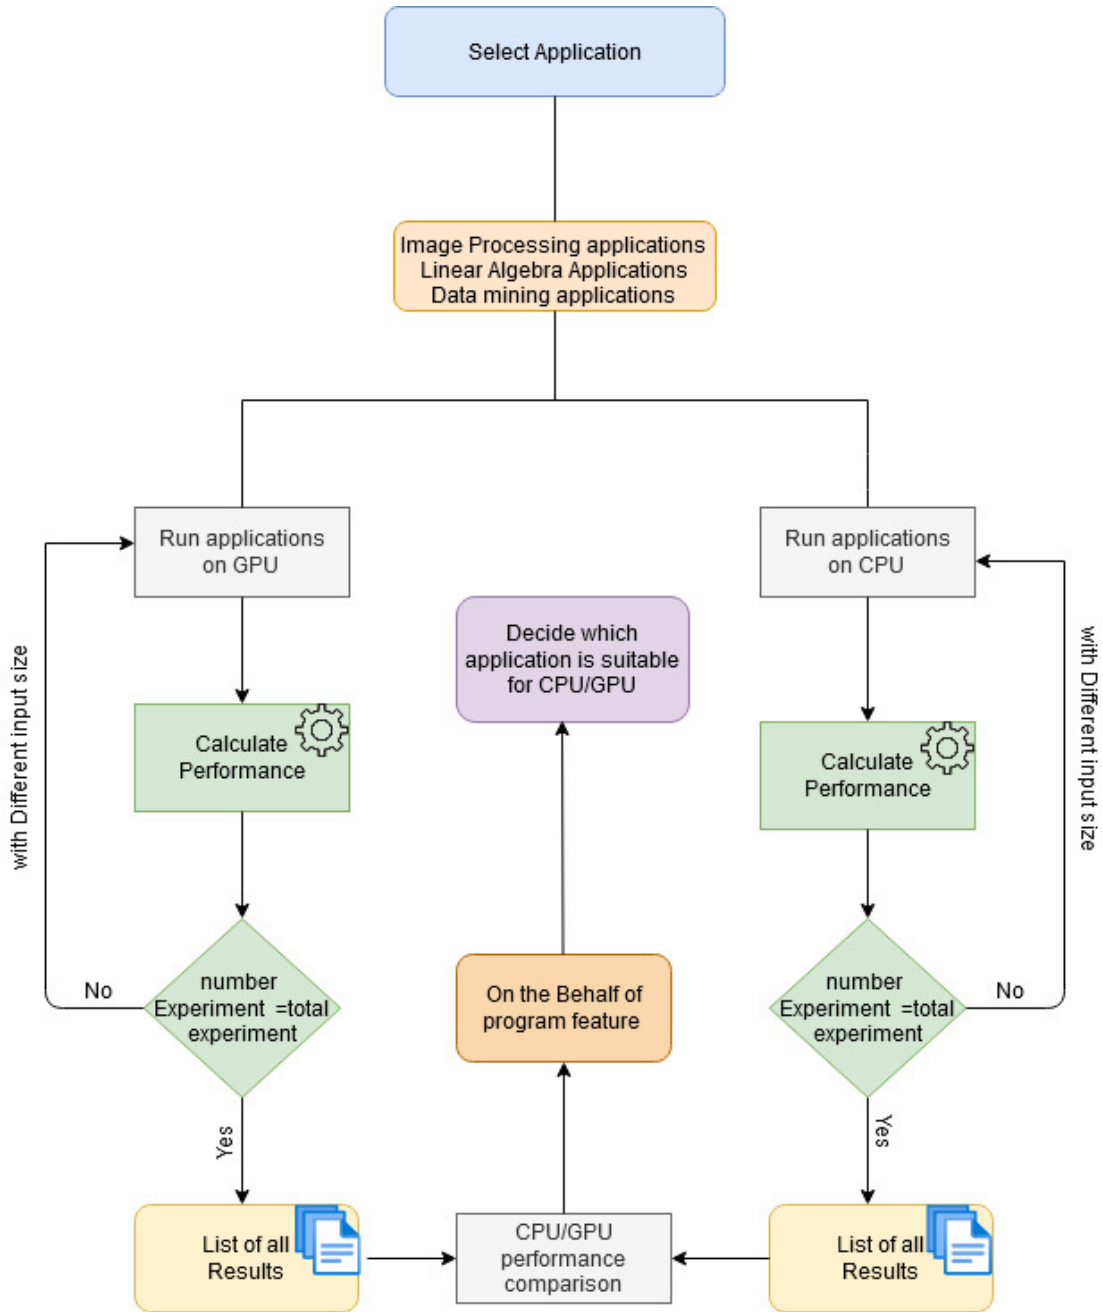 Select Application
Image Processing applications
Linear Algebra Applications
Data mining applications
Run applications
on GPU
Run applications
on CPU
with Different input size
Decide which
application is suitable
for CPU/GPU
with Different input size
Calculate
Performance
Calculate
Performance
number
Experiment =total
experiment
No
On the Behalf of
program feature
number
Experiment =total
experiment
No
Yes
Yes
List of all
Results
CPU/GPU
performance
comparison
List of all
Results